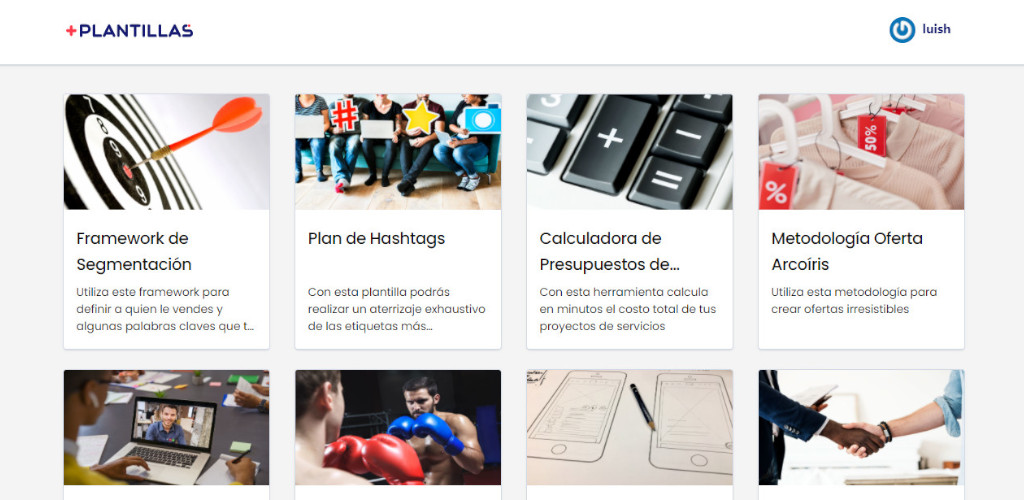 +PLANTILLAS
luish
#
50%
%
+
Framework de
Segmentación
Utiliza este framework para
definir a quien le vendes y
algunas palabras claves que t...
Plan de Hashtags
Con esta plantilla podrás
realizar un aterrizaje exhaustivo
de las etiquetas más...
Calculadora de
Presupuestos de...
Con esta herramienta calcula
en minutos el costo total de tus
proyectos de servicios
Metodología Oferta
Arcoíris
Utiliza esta metodología para
crear ofertas irresistibles